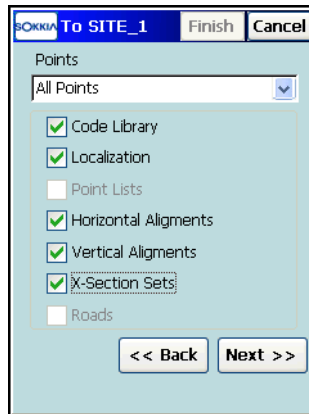 SOKKIA To SITE_1 Finish Cancel
Points
All Points
Code Library
Localization
Point Lists
Horizontal Aligments
Vertical Aligments
X-Section Sets
Roads
<< Back Next >>